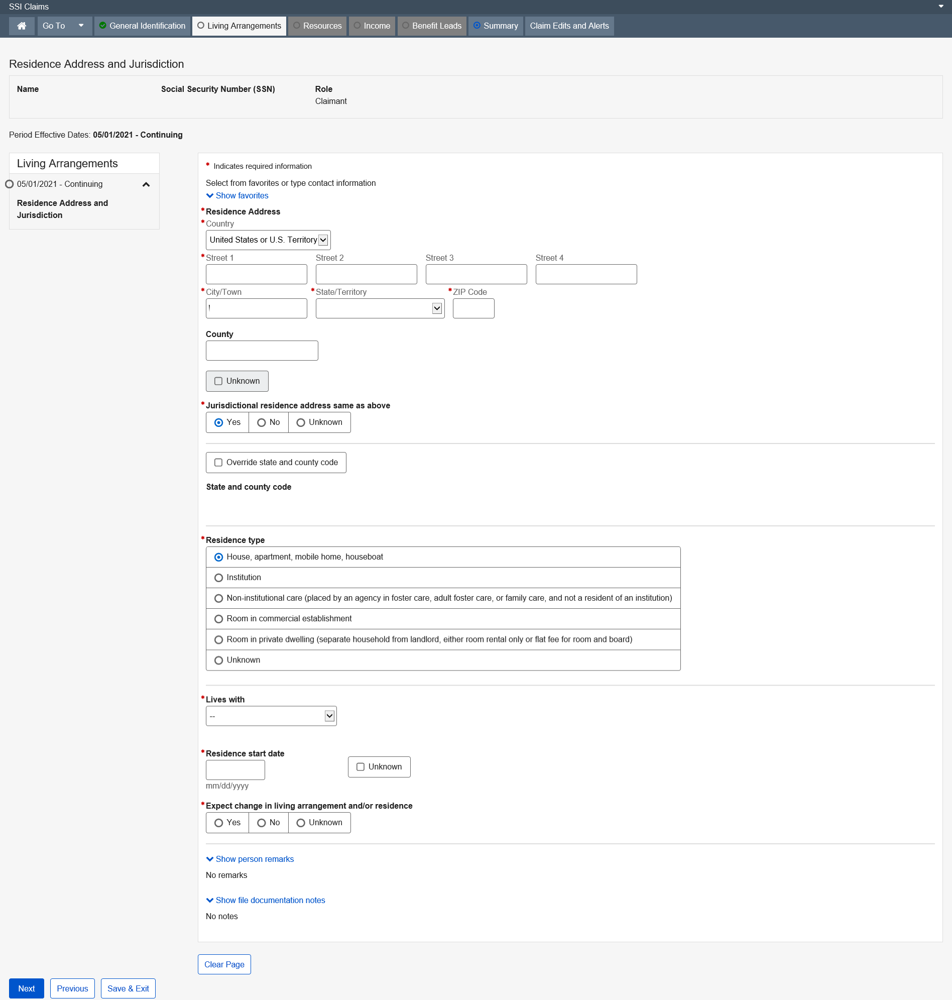 SSI Claims
Go To General Identification Living Arrangements Resources Income Benefit Leads Summary Claim Edits and Alerts
Residence Address and Jurisdiction
Name Social Security Number (SSN) Role
Claimant
Period Effective Dates: 05/01/2021 - Continuing
Living Arrangements
05/01/2021 - Continuing
Residence Address and
Jurisdiction
* Indicates required information
Select from favorites or type contact information
Show favorites
*Residence Address
*Country
United States or U.S. Territory
*Street 1 Street 2 Street 3 Street 4
*City/Town *State/Territory *ZIP Code
County
Unknown
*Jurisdictional residence address same as above
Yes No Unknown
Override state and county code
State and county code
*Residence type
House, apartment, mobile home, houseboat
Institution
Non-institutional care (placed by an agency in foster care, adult foster care, or family care, and not a resident of an institution)
Room in commercial establishment
Room in private dwelling (separate household from landlord, either room rental only or flat fee for room and board)
Unknown
*Lives with
--
*Residence start date
Unknown
mm/dd/yyyy
*Expect change in living arrangement and/or residence
Yes No Unknown
Show person remarks
No remarks
Show file documentation notes
No notes
Clear Page
Next Previous Save & Exit